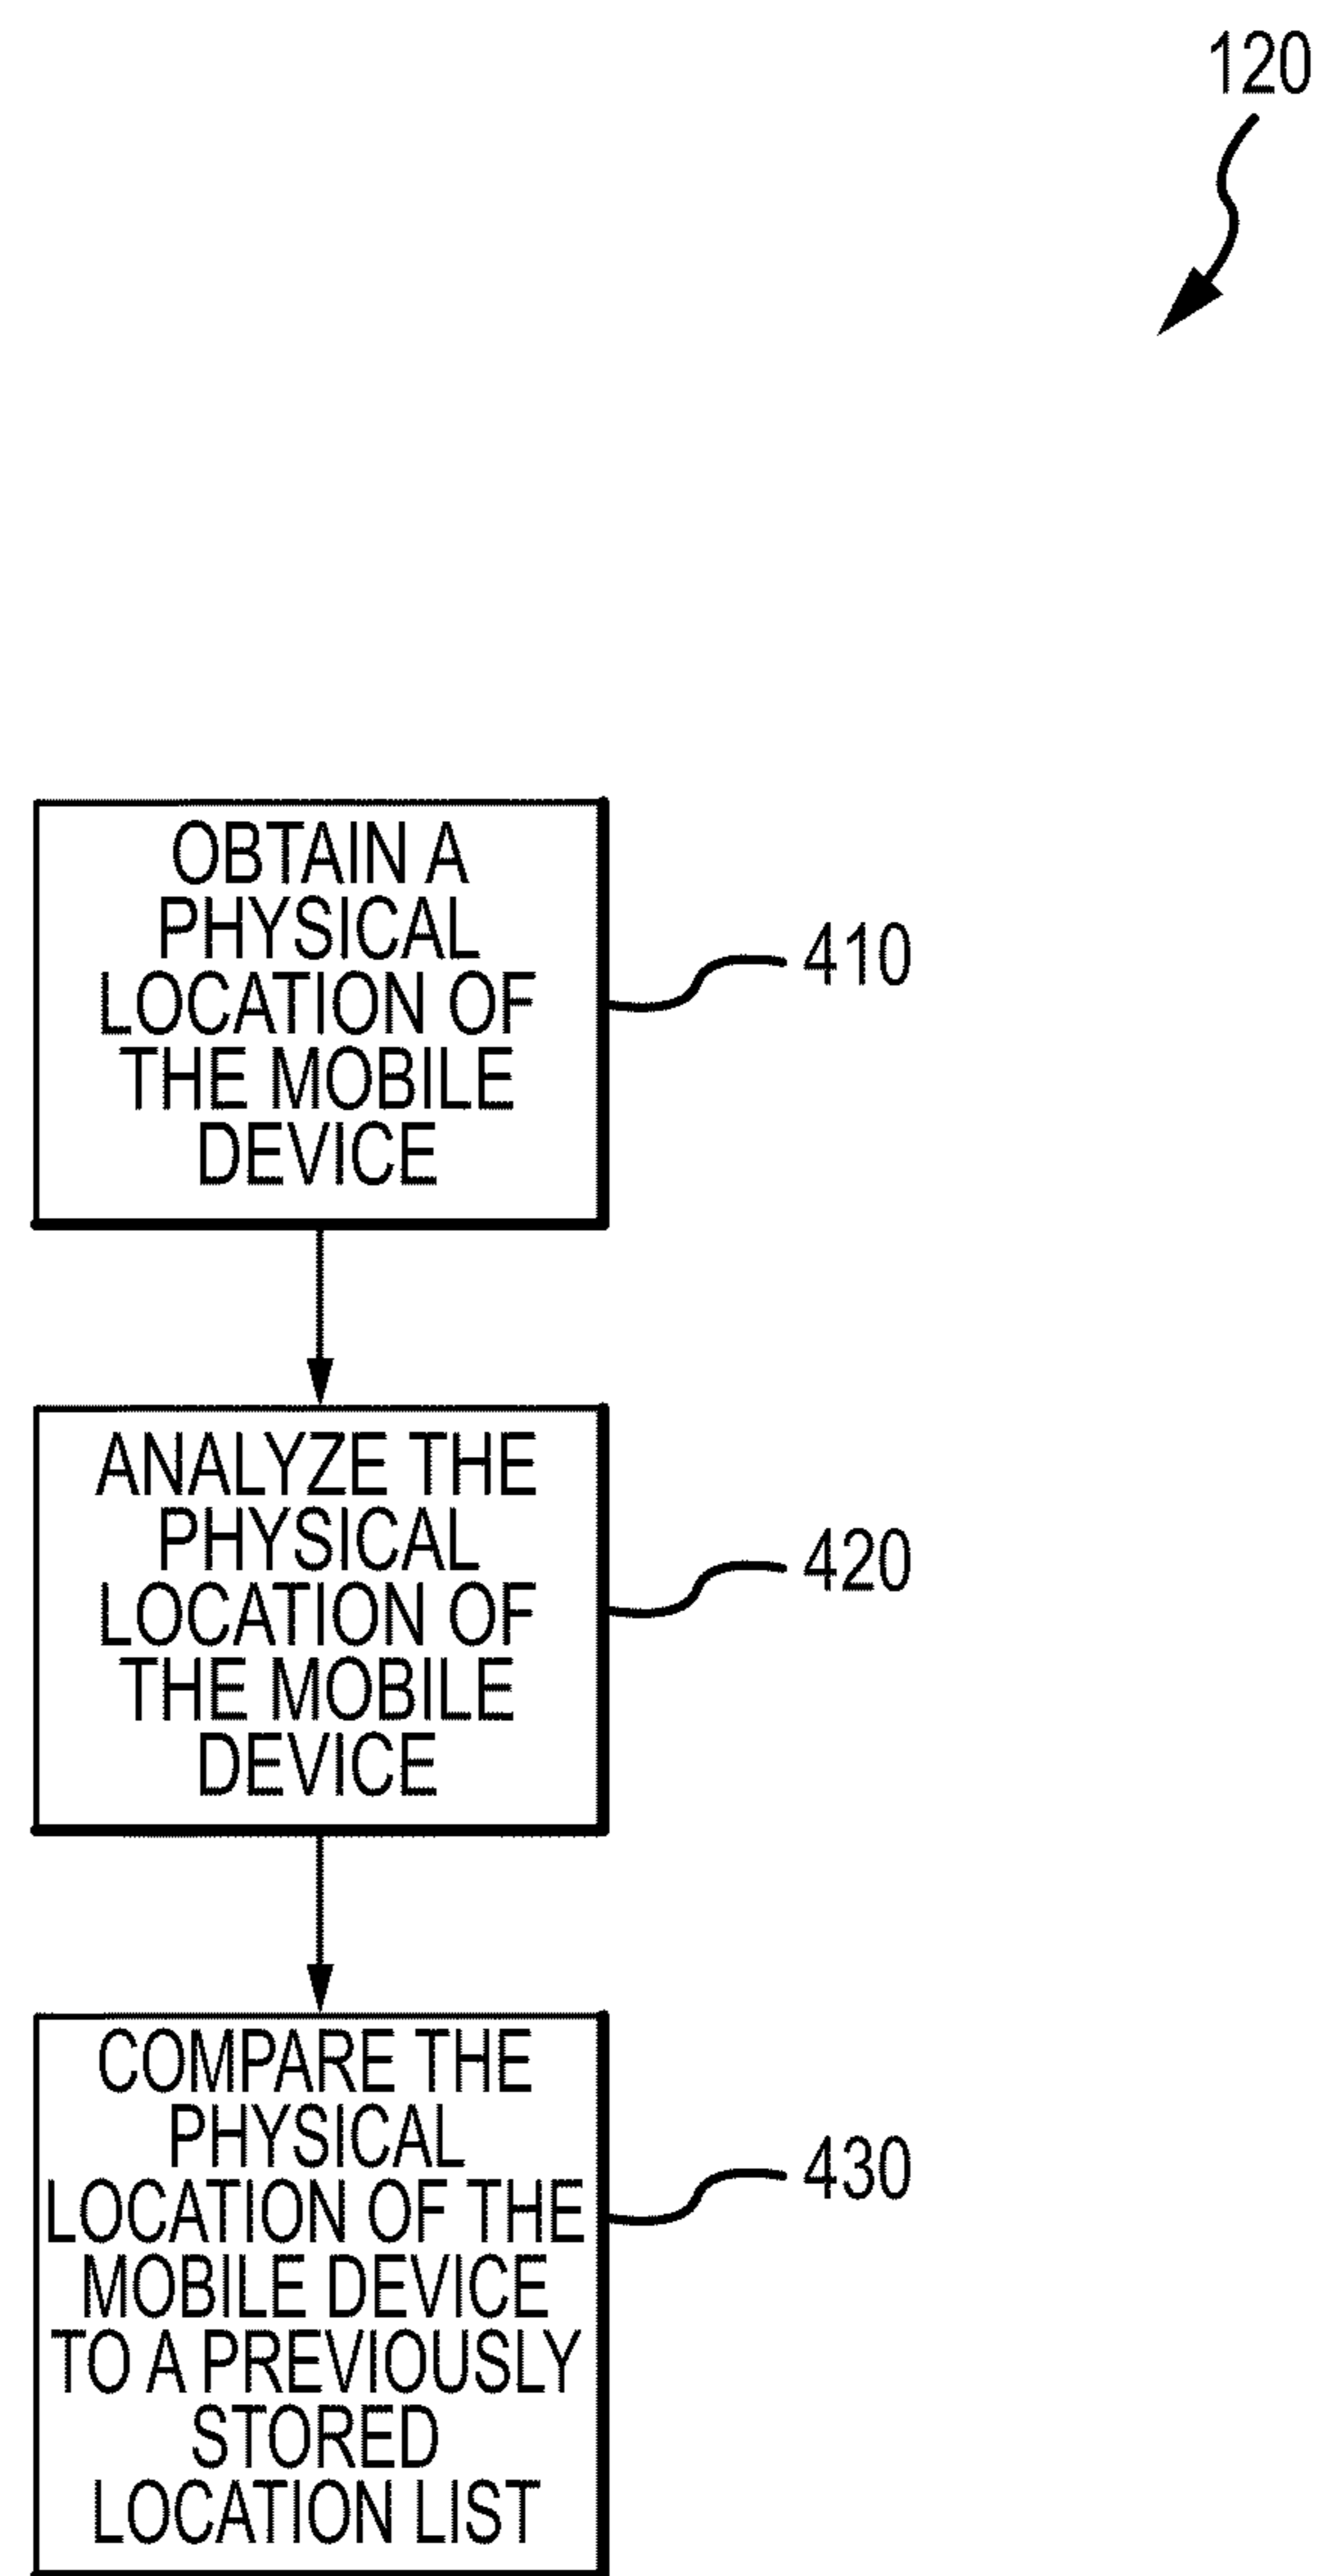 120
OBTAIN A
PHYSICAL
LOCATION OF
THE MOBILE
DEVICE
410
ANALYZE THE
PHYSICAL
LOCATION OF
THE MOBILE
DEVICE
420
COMPARE THE
PHYSICAL
LOCATION OF THE
MOBILE DEVICE
TO A PREVIOUSLY
STORED
LOCATION LIST
430